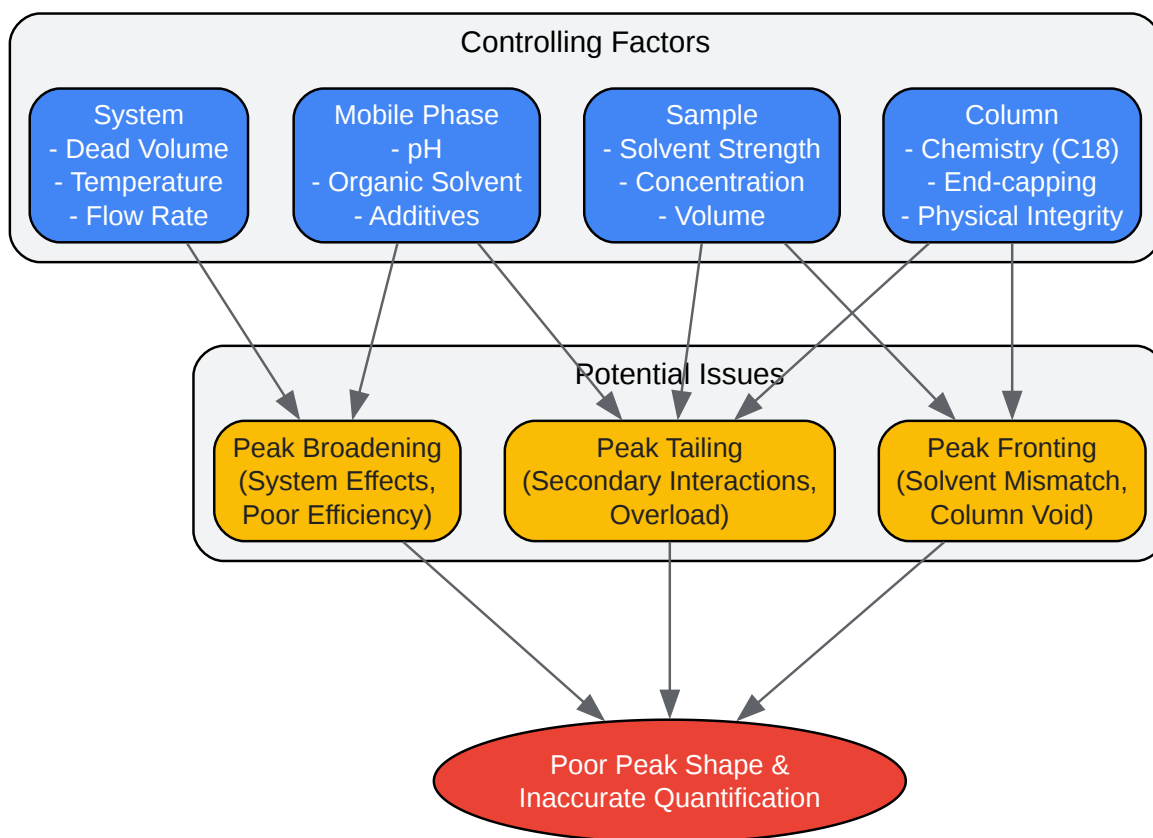 Controlling Factors
System
- Dead Volume
- Temperature
- Flow Rate
Mobile Phase
- pH
- Organic Solvent
- Additives
Sample
- Solvent Strength
- Concentration
- Volume
Column
- Chemistry (C18)
- End-capping
- Physical Integrity
Potential Issues
Peak Broadening
(System Effects,
Poor Efficiency)
Peak Tailing
(Secondary Interactions,
Overload)
Peak Fronting
(Solvent Mismatch,
Column Void)
Poor Peak Shape &
Inaccurate Quantification